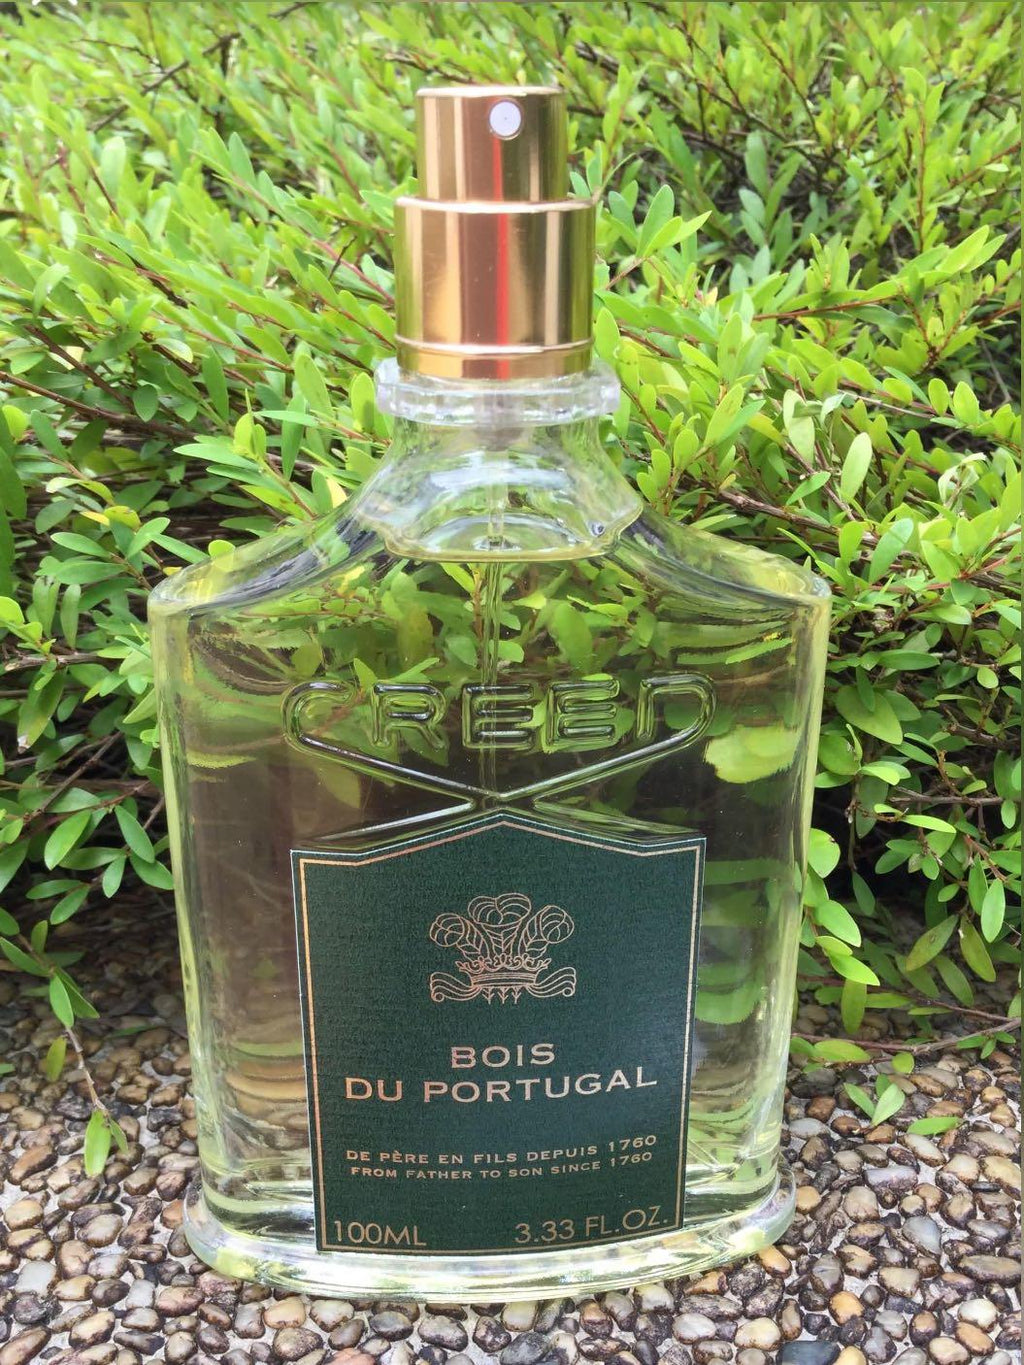 CREED
BOIS
DU PORTUGAL
DE PÈRE EN FILS DEPUIS 1760
FROM FATHER TO SON SINCE 1760
100ML 3.33 FL.OZ.